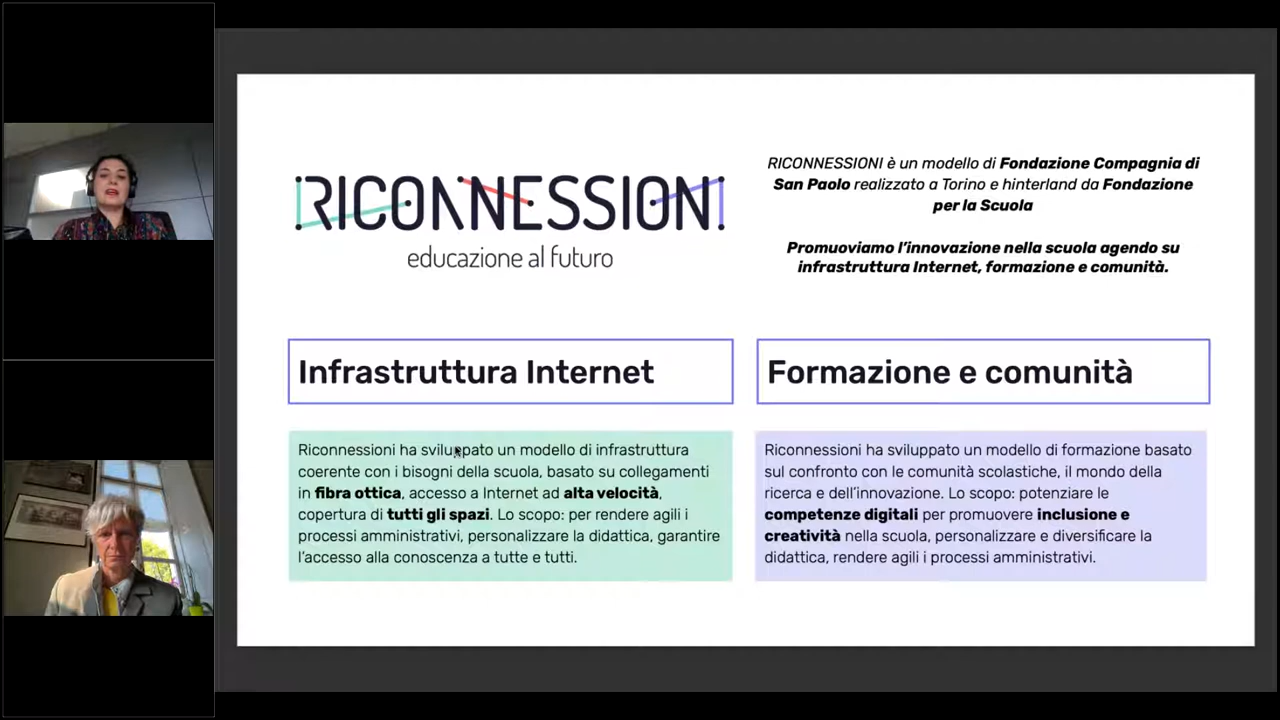 RICONNESSIONI
educazione al futuro
RICONNESSIONI è un modello di Fondazione Compagnia di
San Paolo realizzato a Torino e hinterland da Fondazione
per la Scuola
Promuoviamo l'innovazione nella scuola agendo su
infrastruttura Internet, formazione e comunità.
Infrastruttura Internet
Riconnessioni ha sviluppato un modello di infrastruttura
coerente con i bisogni della scuola, basato su collegamenti
in fibra ottica, accesso a Internet ad alta velocità,
copertura di tutti gli spazi. Lo scopo: per rendere agili i
processi amministrativi, personalizzare la didattica, garantire
l'accesso alla conoscenza a tutte e tutti.
Formazione e comunità
Riconnessioni ha sviluppato un modello di formazione basato
sul confronto con le comunità scolastiche, il mondo della
ricerca e dell'innovazione. Lo scopo: potenziare le
competenze digitali per promuovere inclusione e
creatività nella scuola, personalizzare e diversificare la
didattica, rendere agili i processi amministrativi.